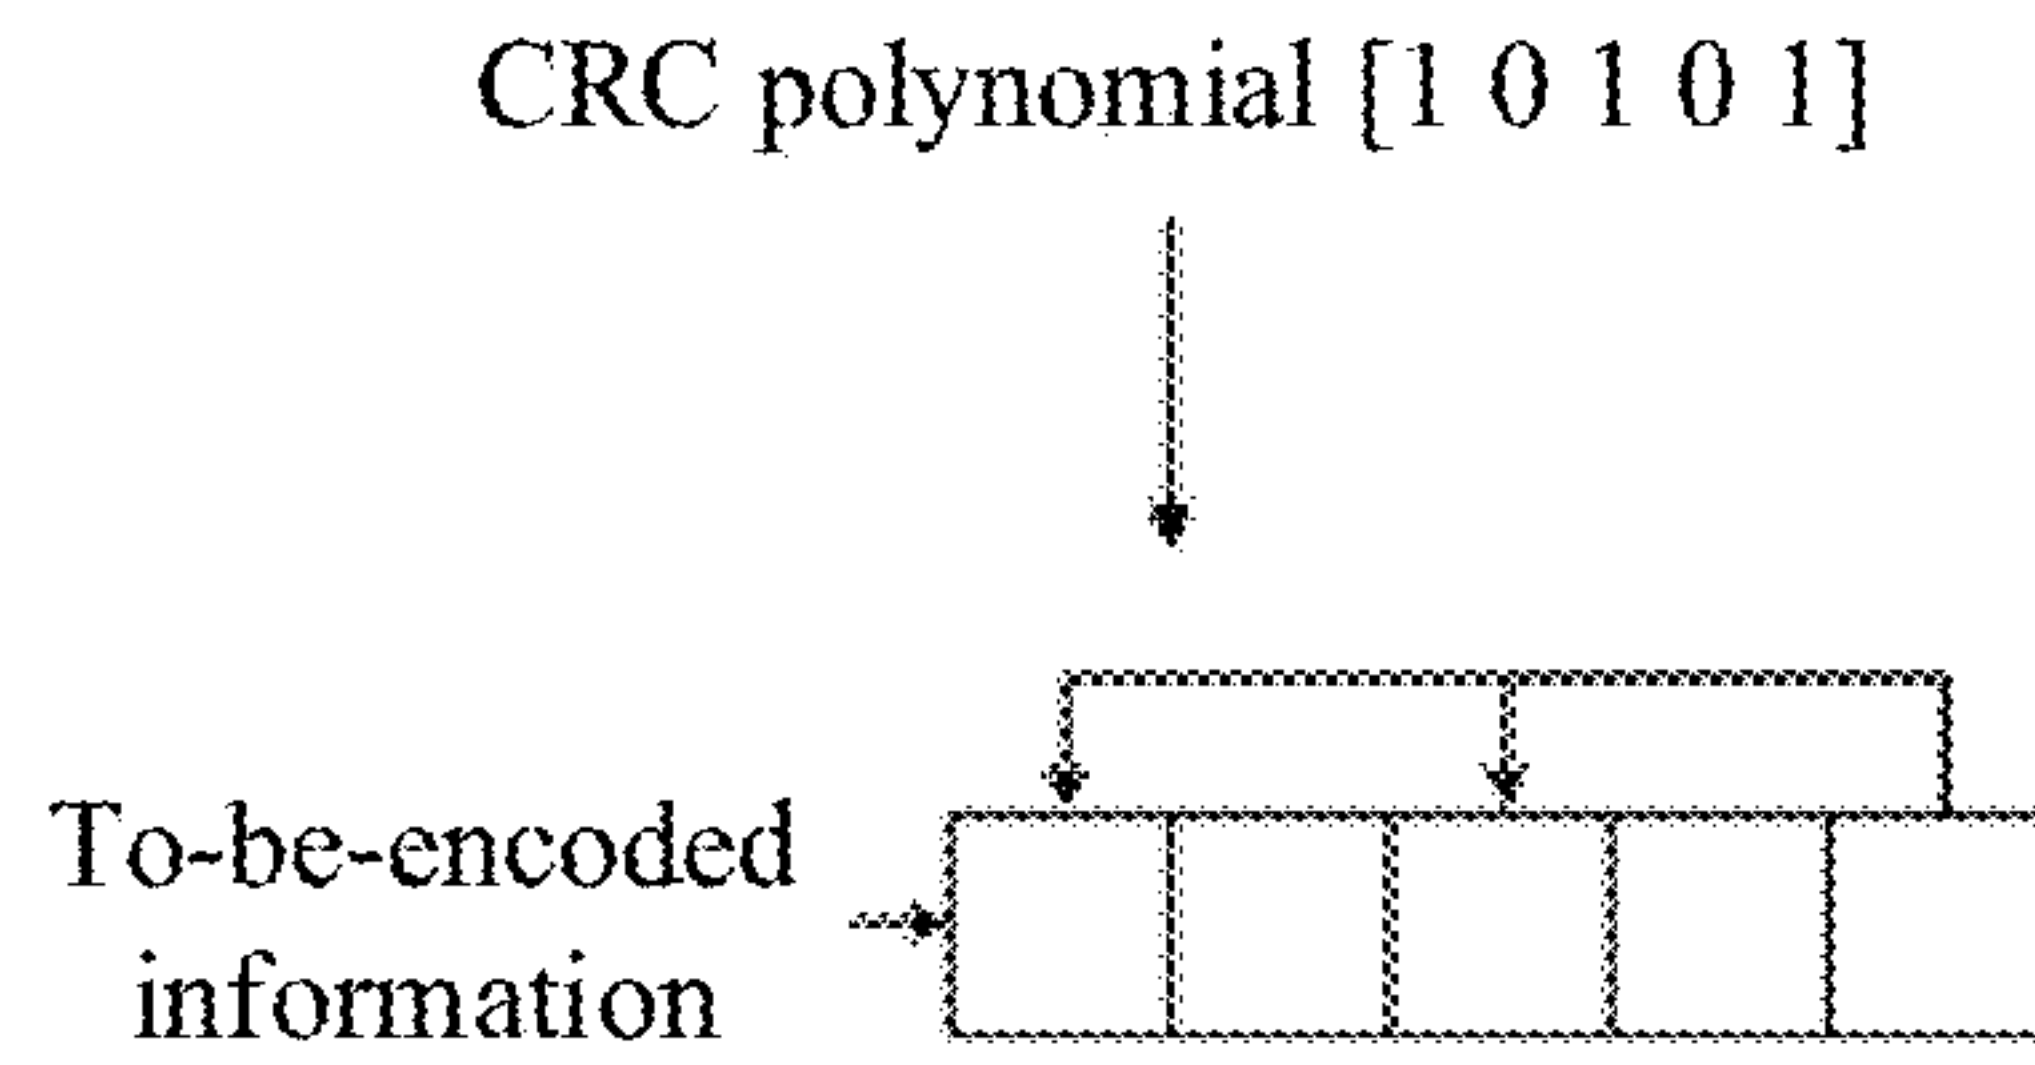 CRC polynomial [1 0 1 0 1]
To-be-encoded
information